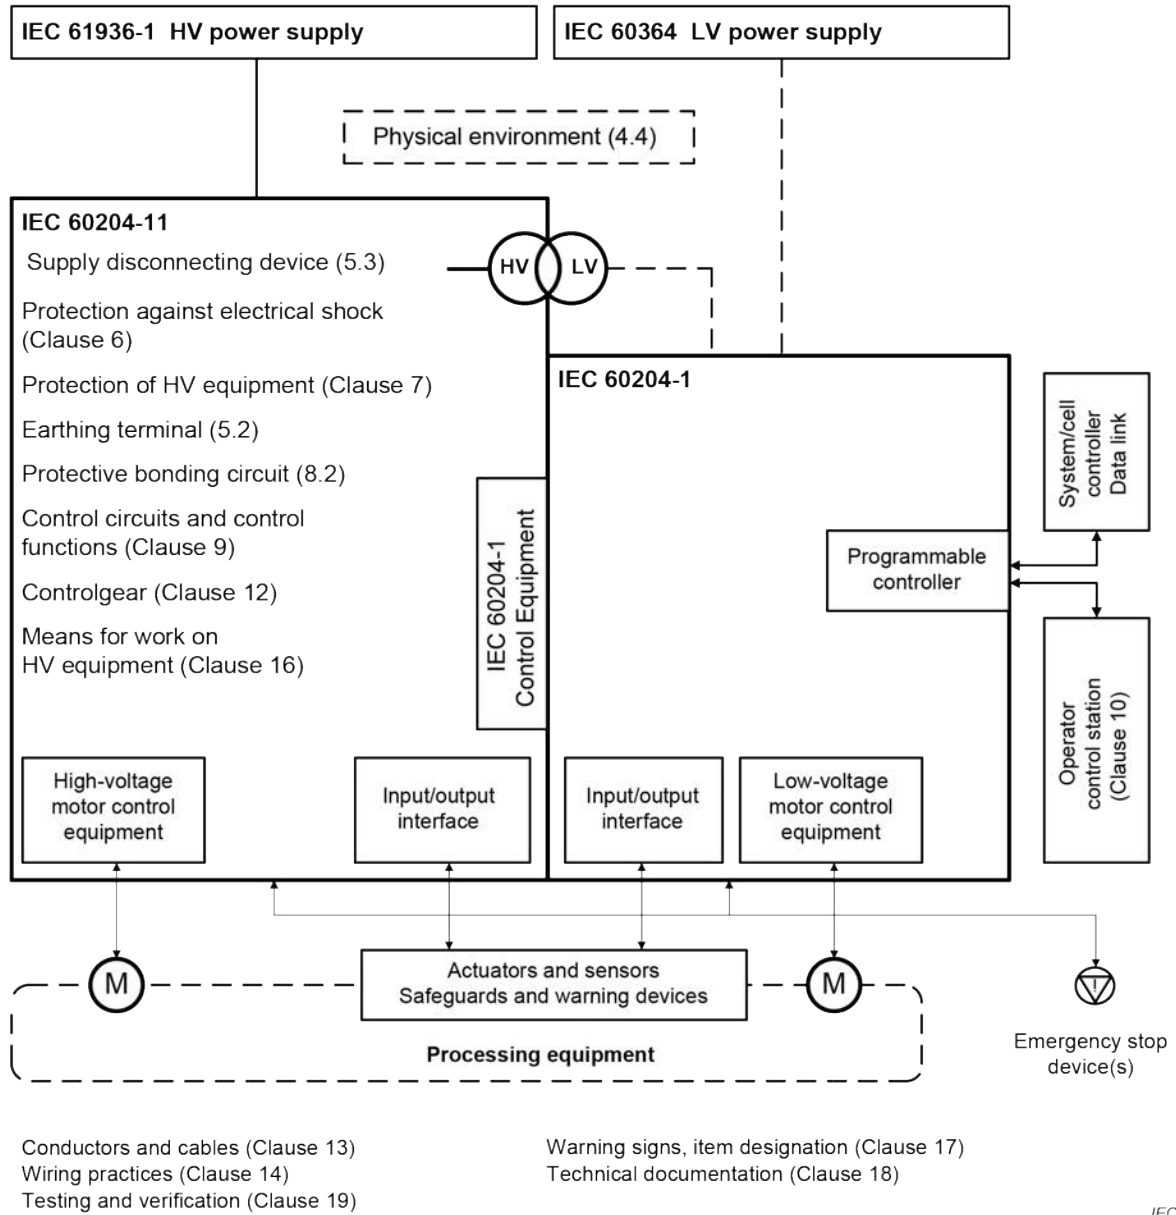 IEC 61936-1 HV power supply
IEC 60364 LV power supply
Physical environment (4.4)
IEC 60204-11
Supply disconnecting device (5.3)
HV
LV
Protection against electrical shock
(Clause 6)
Protection of HV equipment (Clause 7)
Earthing terminal (5.2)
Protective bonding circuit (8.2)
Control circuits and control
functions (Clause 9)
Controlgear (Clause 12)
Means for work on
HV equipment (Clause 16)
IEC 60204-1
Control Equipment
IEC 60204-1
Programmable
controller
System/cell
controller
Data link
Operator
control station
(Clause 10)
High-voltage
motor control
equipment
Input/output
interface
Input/output
interface
Low-voltage
motor control
equipment
M
Actuators and sensors
Safeguards and warning devices
M
!
Processing equipment
Emergency stop
device(s)
Conductors and cables (Clause 13)
Wiring practices (Clause 14)
Testing and verification (Clause 19)
Warning signs, item designation (Clause 17)
Technical documentation (Clause 18)
IEC